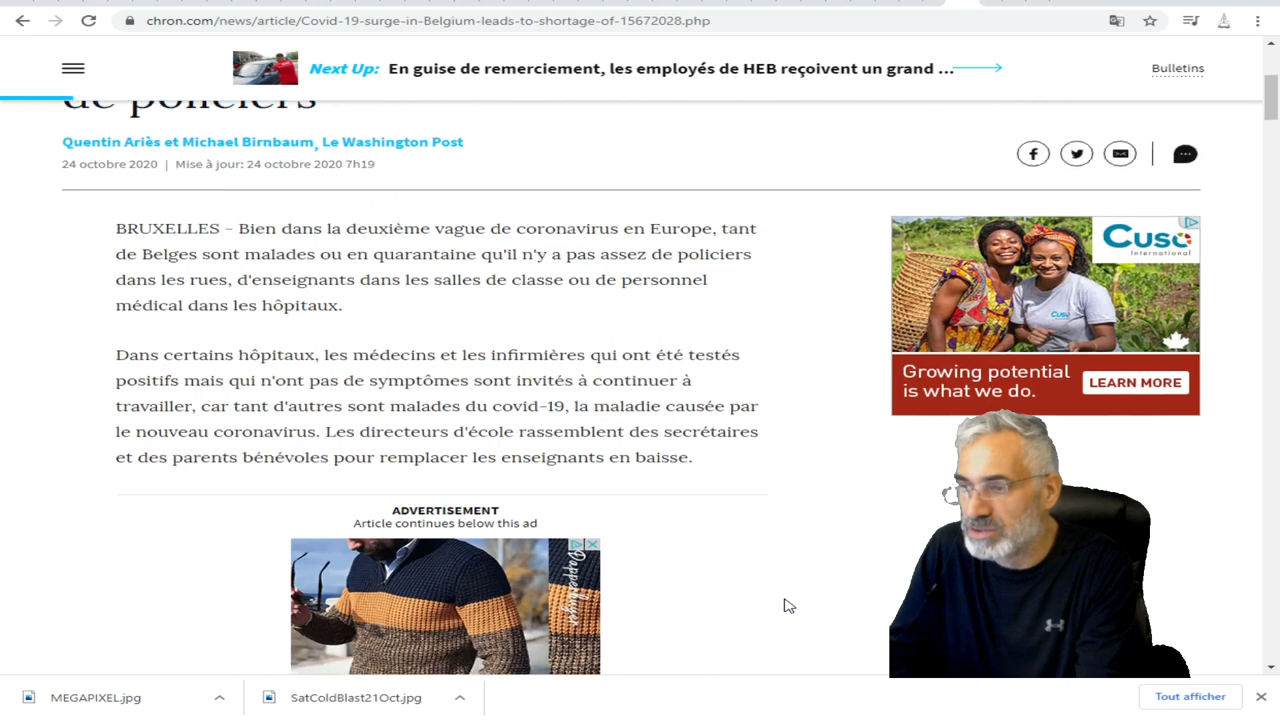 chron.com/news/article/Covid-19-surge-in-Belgium-leads-to-shortage-of-15672028.php
Next Up: En guise de remerciement, les employés de HEB reçoivent un grand ...
Bulletins
de policiers
Quentin Ariès et Michael Birnbaum, Le Washington Post
24 octobre 2020 | Mise à jour: 24 octobre 2020 7h19
BRUXELLES - Bien dans la deuxième vague de coronavirus en Europe, tant
de Belges sont malades ou en quarantaine qu'il n'y a pas assez de policiers
dans les rues, d'enseignants dans les salles de classe ou de personnel
médical dans les hôpitaux.
Dans certains hôpitaux, les médecins et les infirmières qui ont été testés
positifs mais qui n'ont pas de symptômes sont invités à continuer à
travailler, car tant d'autres sont malades du covid-19, la maladie causée par
le nouveau coronavirus. Les directeurs d'école rassemblent des secrétaires
et des parents bénévoles pour remplacer les enseignants en baisse.
ADVERTISEMENT
Article continues below this ad
Cuso
International
Cuso
Growing potential
is what we do.
LEARN MORE
MEGAPIXEL.jpg
SatColdBlast21Oct.jpg
Tout afficher